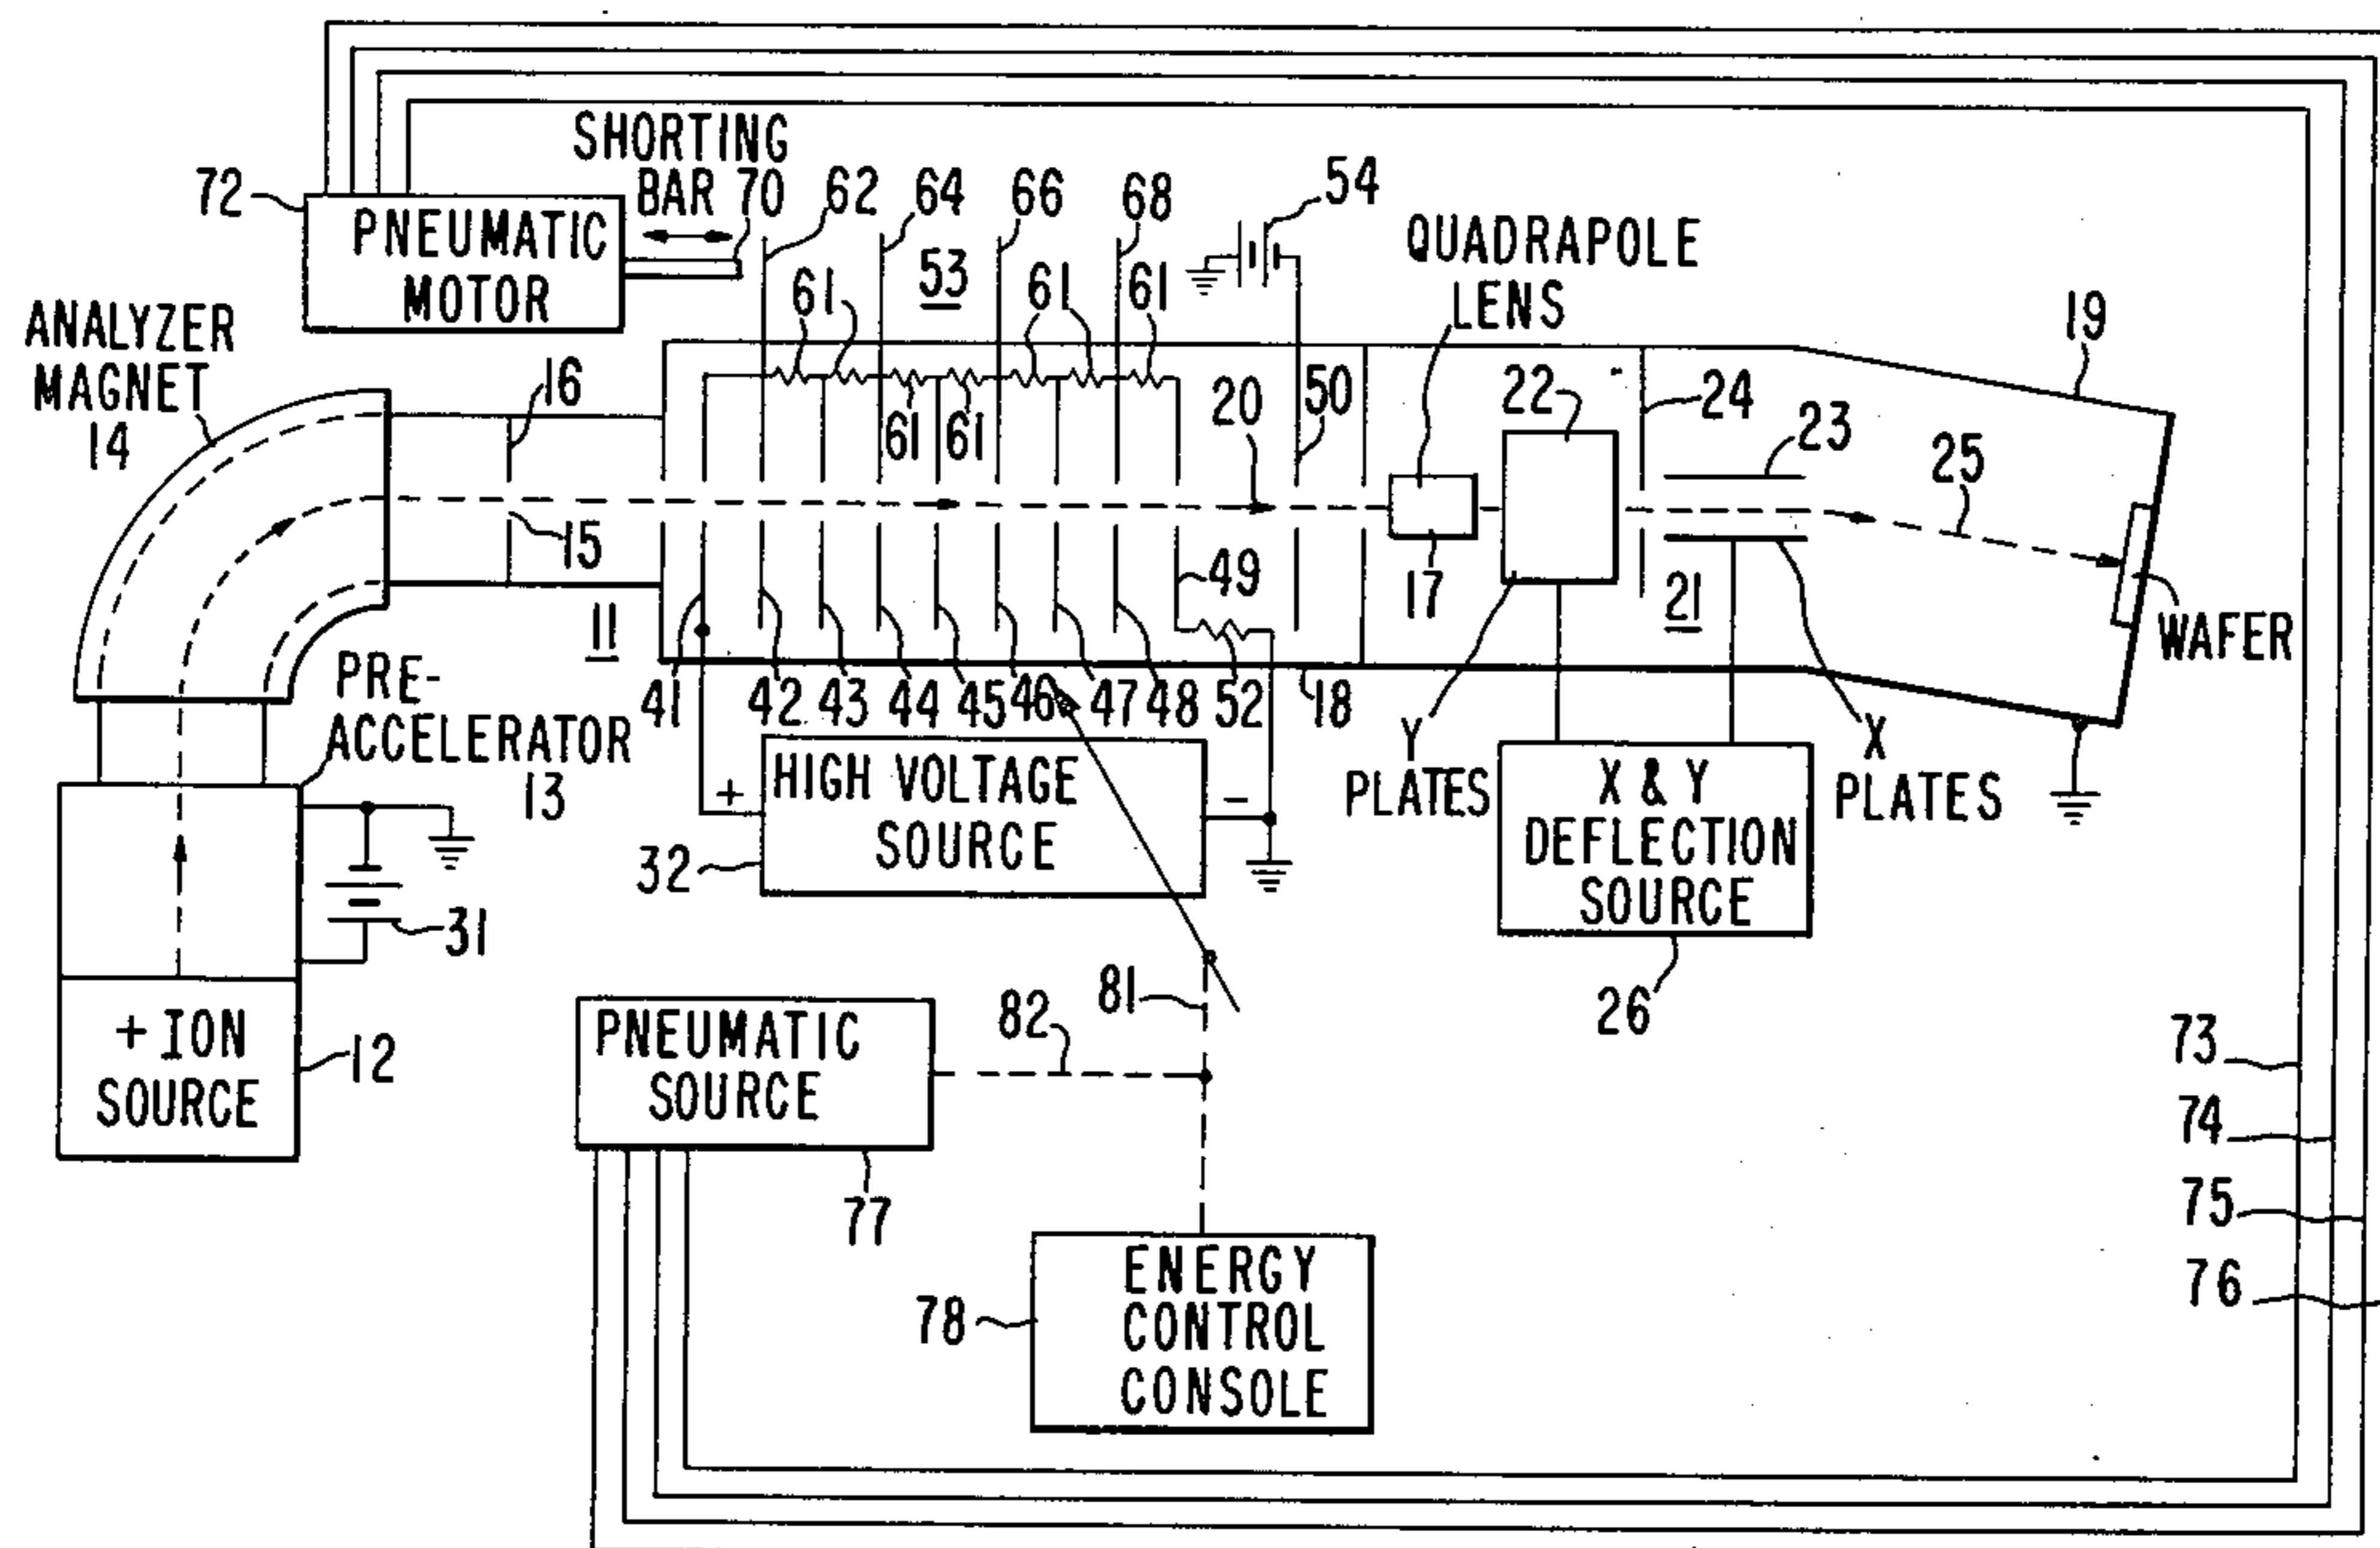 SHORTING
BAR 70
62
64
66
68
54
72
PNEUMATIC
MOTOR
53
61
61
61
QUADRAPOLE
LENS
19
ANALYZER
MAGNET
14
16
61
61
20
50
22
24
23
25
15
11
49
17
21
WAFER
PRE-
ACCELERATOR
13
41
42
43
44
45
46
47
48
52
18
Y
PLATES
X
PLATES
+
HIGH VOLTAGE
SOURCE
-
32
X & Y
DEFLECTION
SOURCE
26
31
+ ION
SOURCE
12
PNEUMATIC
SOURCE
77
82
81
73
74
75
76
78
ENERGY
CONTROL
CONSOLE